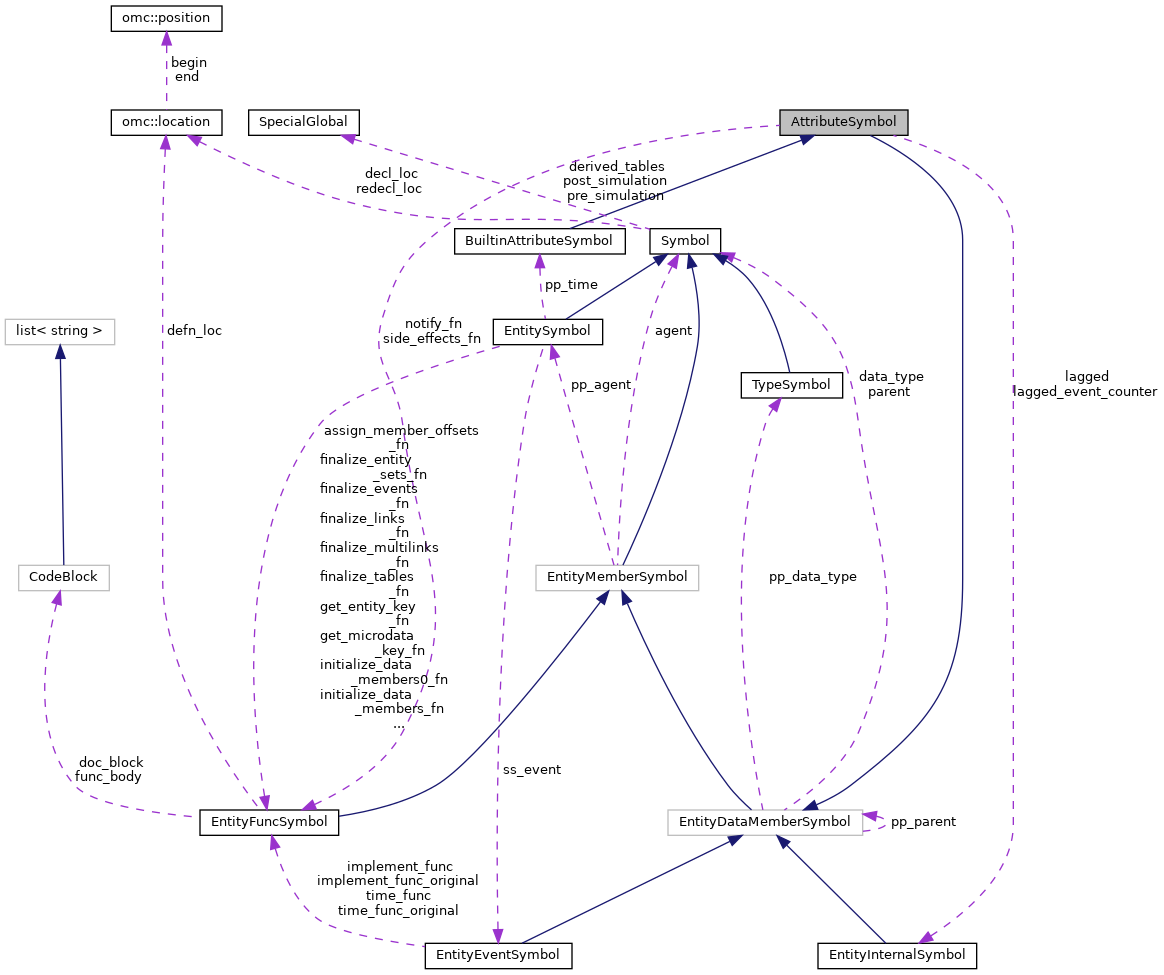 omc::position
begin
end
omc::location
SpecialGlobal
AttributeSymbol
decl_loc
redecl_loc
derived_tables
post_simulation
pre_simulation
BuiltinAttributeSymbol
Symbol
pp_time
list< string >
defn_loc
notify_fn
side_effects_fn
EntitySymbol
agent
pp_agent
TypeSymbol
data_type
parent
lagged
lagged_event_counter
assign_member_offsets
_fn
finalize_entity
_sets_fn
finalize_events
_fn
finalize_links
_fn
finalize_multilinks
_fn
finalize_tables
_fn
get_entity_key
_fn
get_microdata
_key_fn
initialize_data
_members0_fn
initialize_data
_members_fn
...
CodeBlock
EntityMemberSymbol
pp_data_type
doc_block
func_body
ss_event
EntityFuncSymbol
EntityDataMemberSymbol
pp_parent
implement_func
implement_func_original
time_func
time_func_original
EntityEventSymbol
EntityInternalSymbol